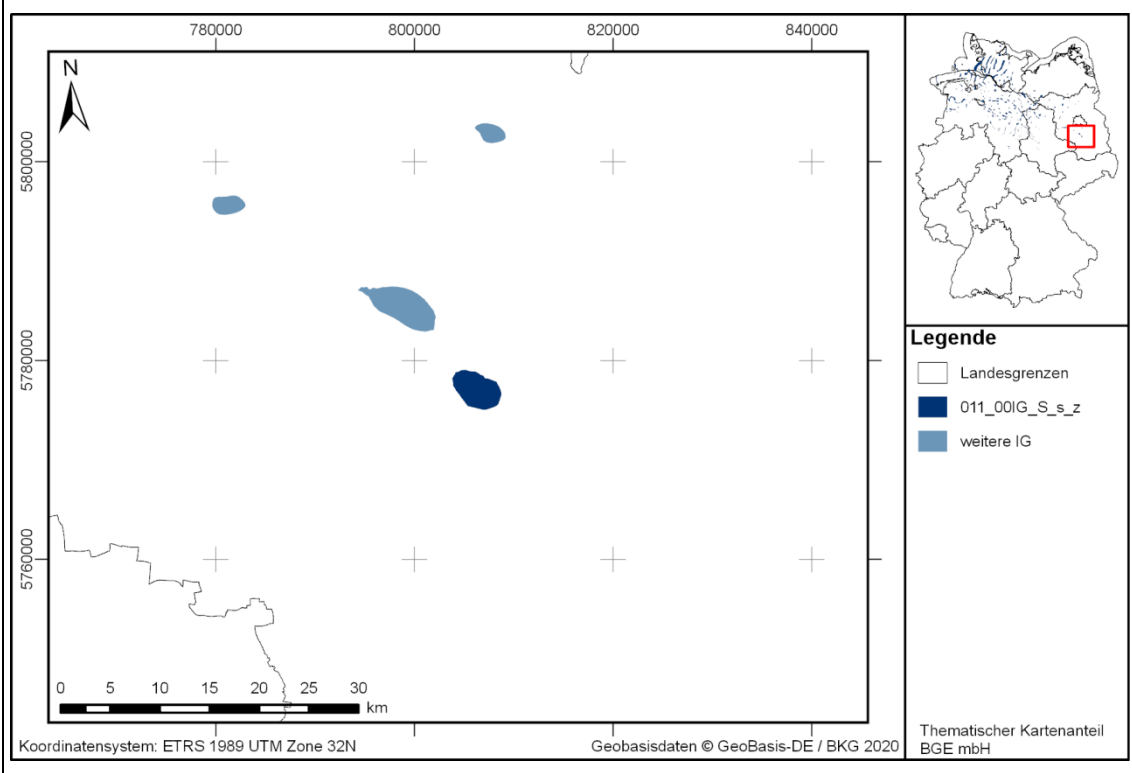 780000 800000 820000 840000
N
5800000
5780000
5760000
0 5 10 15 20 25 30
km
Koordinatensystem: ETRS 1989 UTM Zone 32N
Geobasisdaten © GeoBasis-DE / BKG 2020
Legende
Landesgrenzen
011_00IG_S_s_z
weitere IG
Thematischer Kartenanteil
BGE mbH